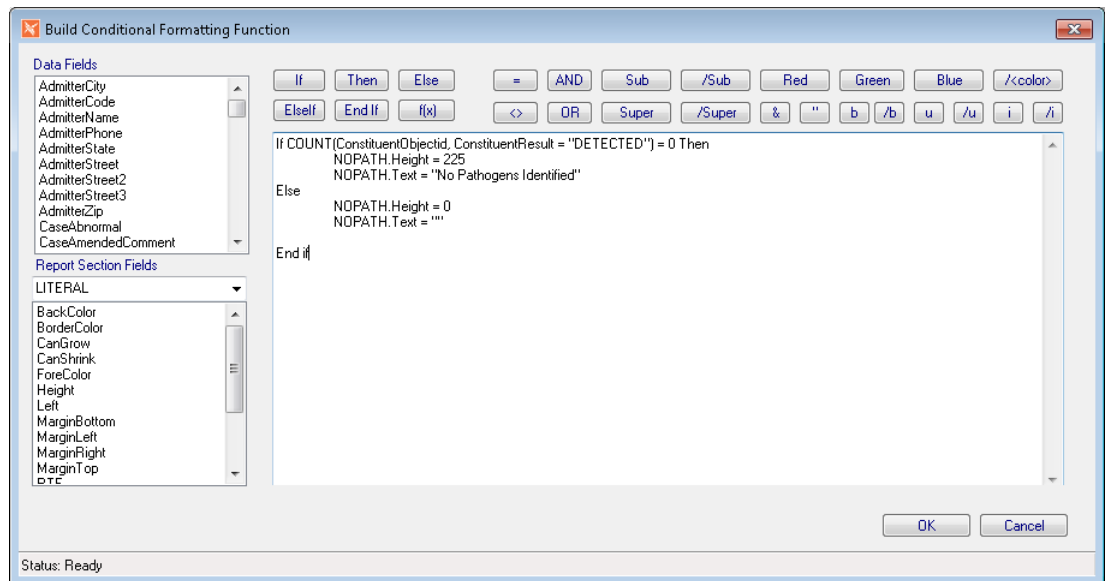 Build Conditional Formatting Function
Data Fields
AdmitterCity
AdmitterCode
AdmitterName
AdmitterPhone
AdmitterState
AdmitterStreet
AdmitterStreet2
AdmitterStreet3
AdmitterZip
CaseAbnormal
CaseAmendedComment
Report Section Fields
LITERAL
BackColor
BorderColor
CanGrow
CanShrink
ForeColor
Height
Left
MarginBottom
MarginLeft
MarginRight
MarginTop
RTF
If Then Else = AND Sub /Sub Red Green Blue /<color>
ElseIf End If f(x) <> OR Super /Super & " b /b u /u i /i
If COUNT(ConstituentObjectid, ConstituentResult = "DETECTED") = 0 Then
NOPATH.Height = 225
NOPATH.Text = "No Pathogens Identified"
Else
NOPATH.Height = 0
NOPATH.Text = ""
End if
OK Cancel
Status: Ready